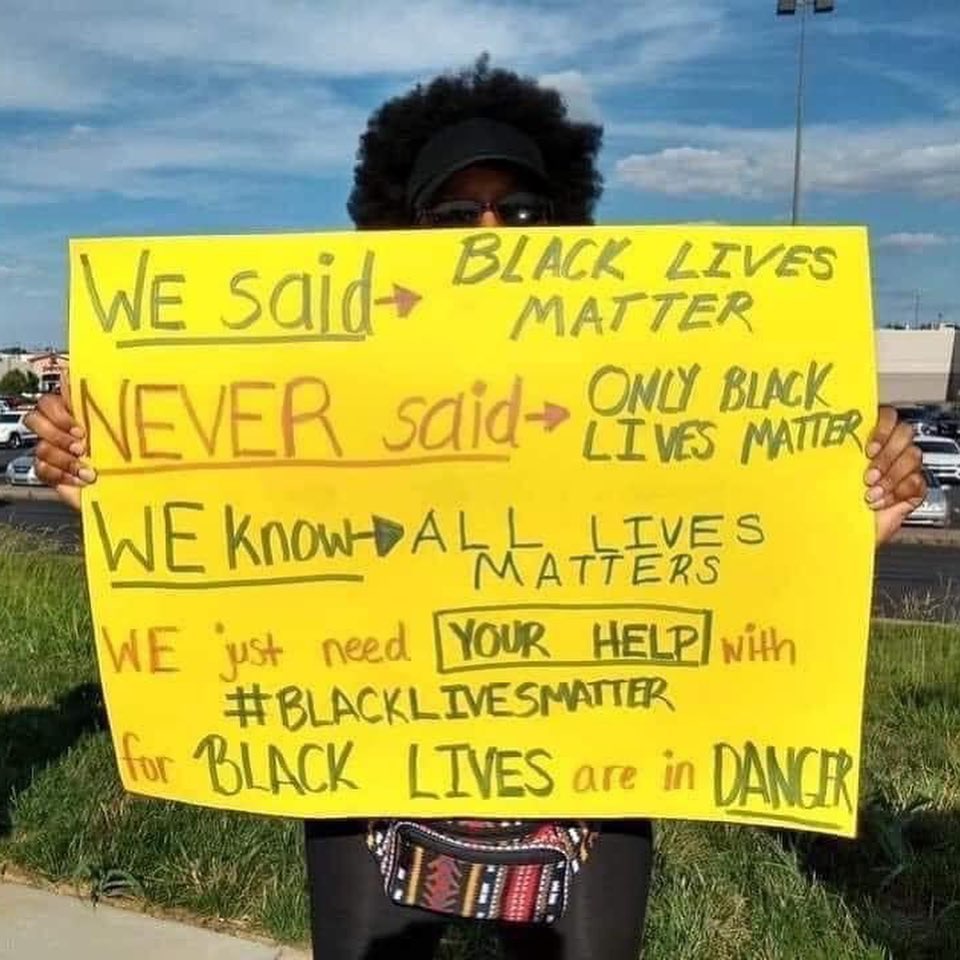 WE said→ BLACK LIVES
MATTER
NEVER said→ ONLY BLACK
LIVES MATTER
WE know→ ALL LIVES
MATTERS
WE just need YOUR HELP with
#BLACKLIVESMATTER
for BLACK LIVES are in DANGER